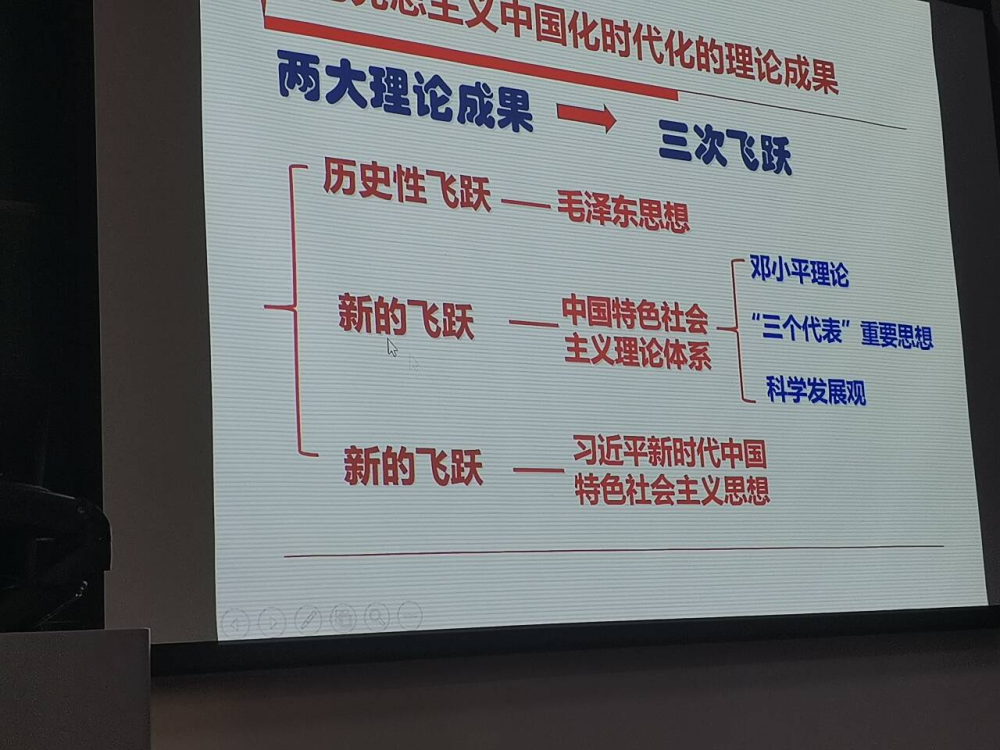 思主义中国化时代化的理论成果
两大理论成果
三次飞跃
历史性飞跃——毛泽东思想
新的飞跃——中国特色社会
主义理论体系
邓小平理论
“三个代表”重要思想
科学发展观
新的飞跃——习近平新时代中国
特色社会主义思想